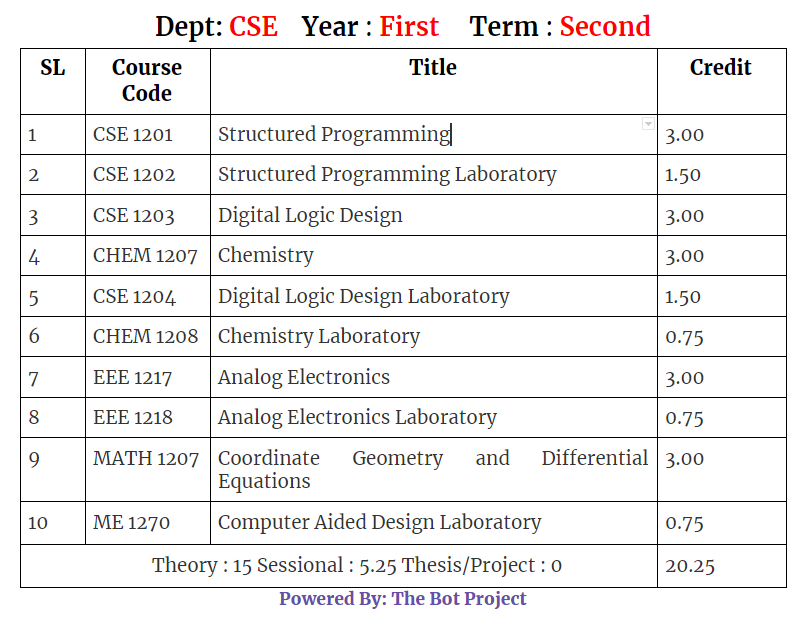 Dept: CSE Year : First Term : Second
SL Course Code Title Credit
1 CSE 1201 Structured Programming 3.00
2 CSE 1202 Structured Programming Laboratory 1.50
3 CSE 1203 Digital Logic Design 3.00
4 CHEM 1207 Chemistry 3.00
5 CSE 1204 Digital Logic Design Laboratory 1.50
6 CHEM 1208 Chemistry Laboratory 0.75
7 EEE 1217 Analog Electronics 3.00
8 EEE 1218 Analog Electronics Laboratory 0.75
9 MATH 1207 Coordinate Geometry and Differential 3.00
Equations
10 ME 1270 Computer Aided Design Laboratory 0.75
Theory : 15 Sessional : 5.25 Thesis/Project : 0 20.25
Powered By: The Bot Project